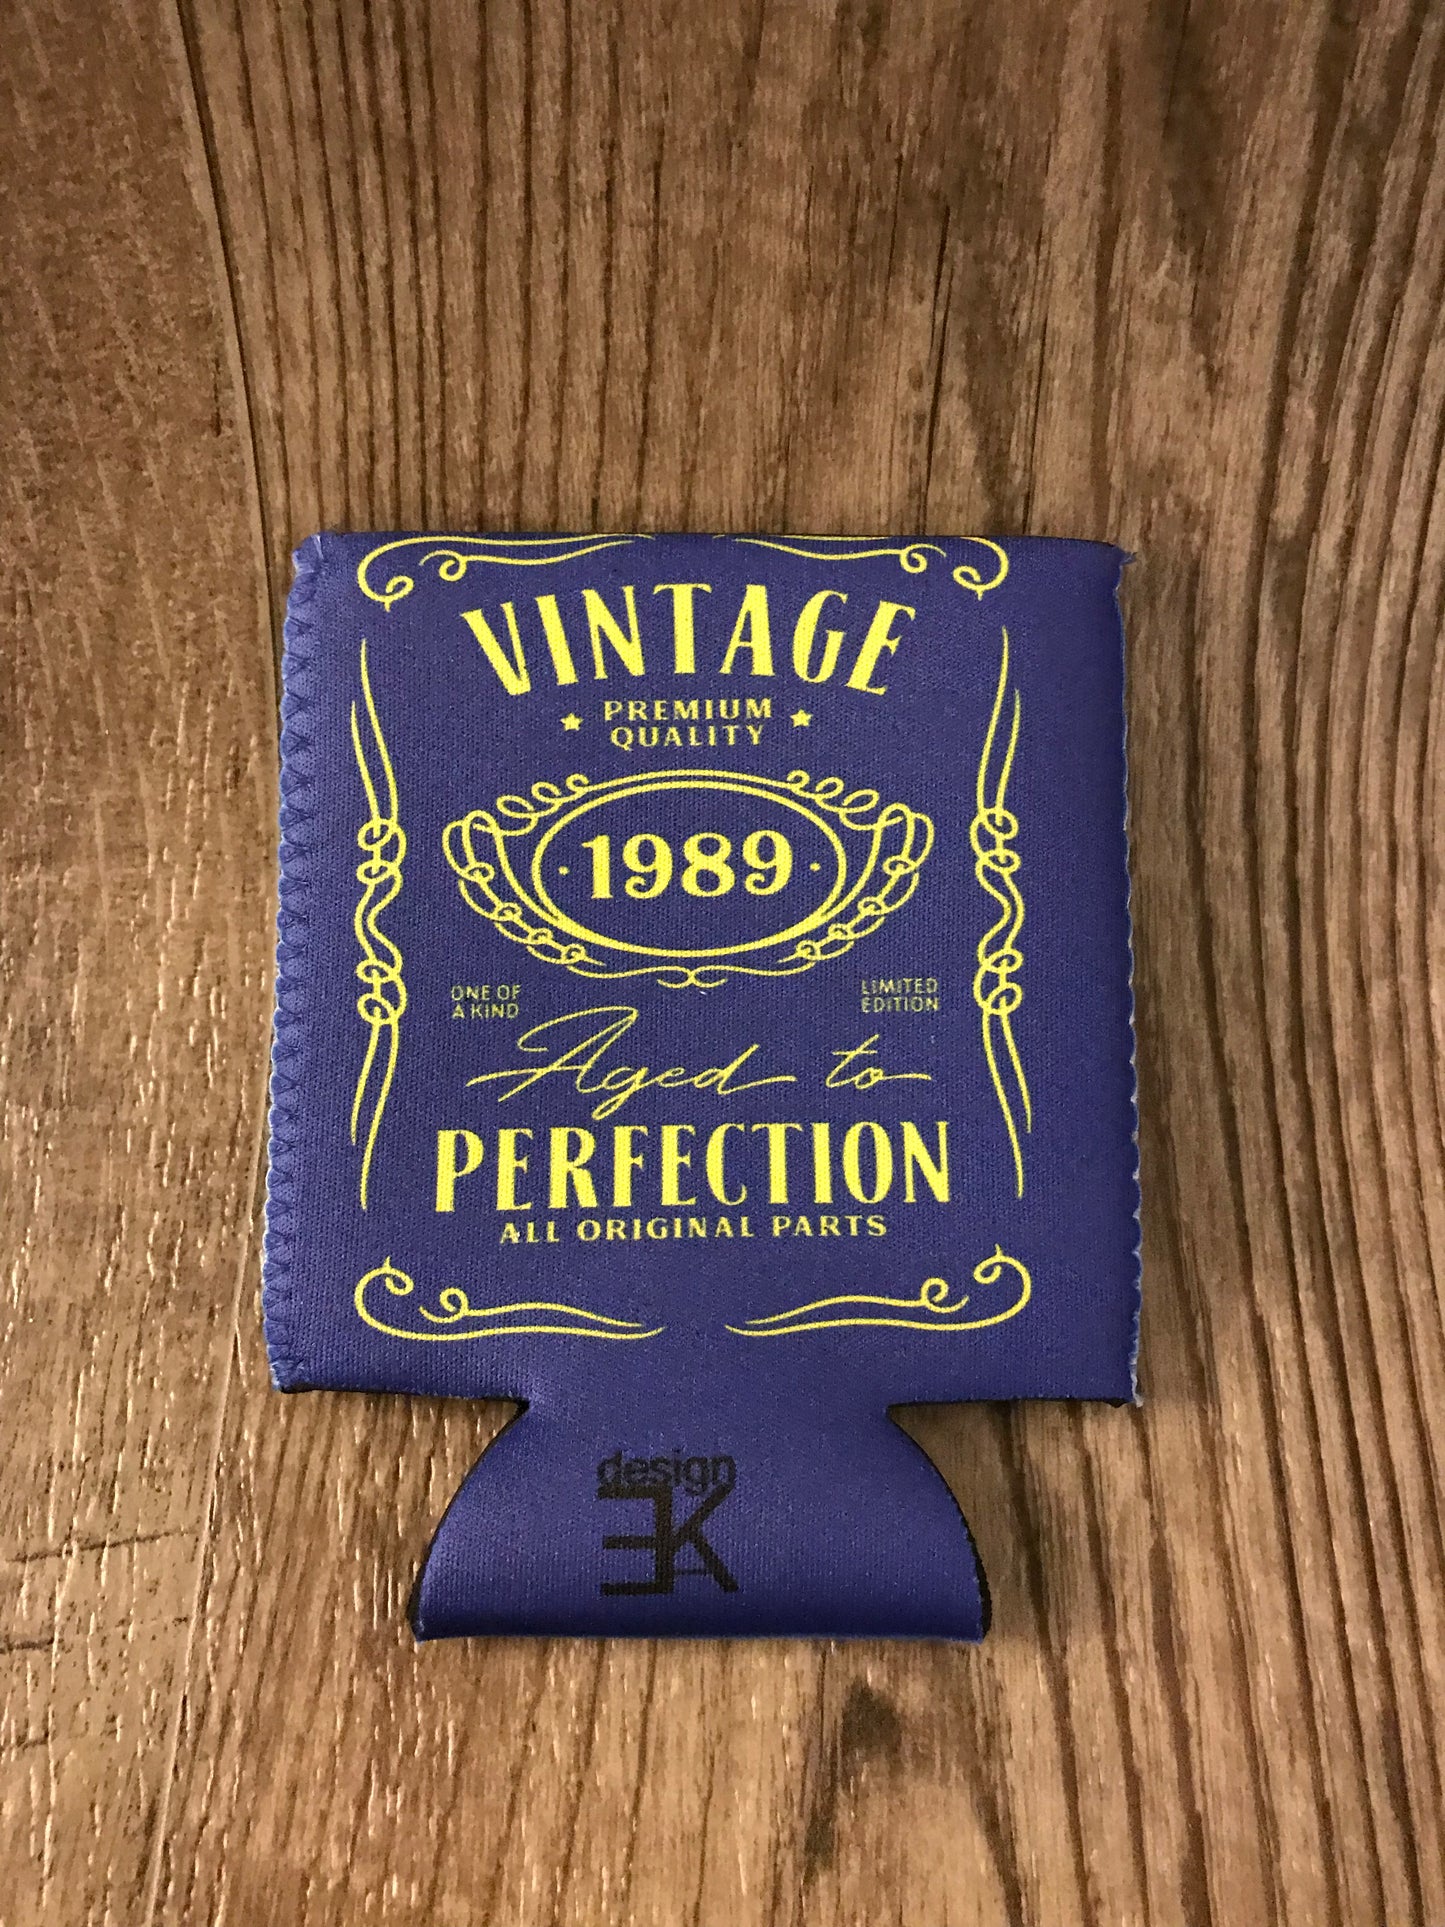 VINTAGE
PREMIUM
QUALITY
1989
ONE OF
A KIND
LIMITED
EDITION
Aged to
PERFECTION
ALL ORIGINAL PARTS
design
EK